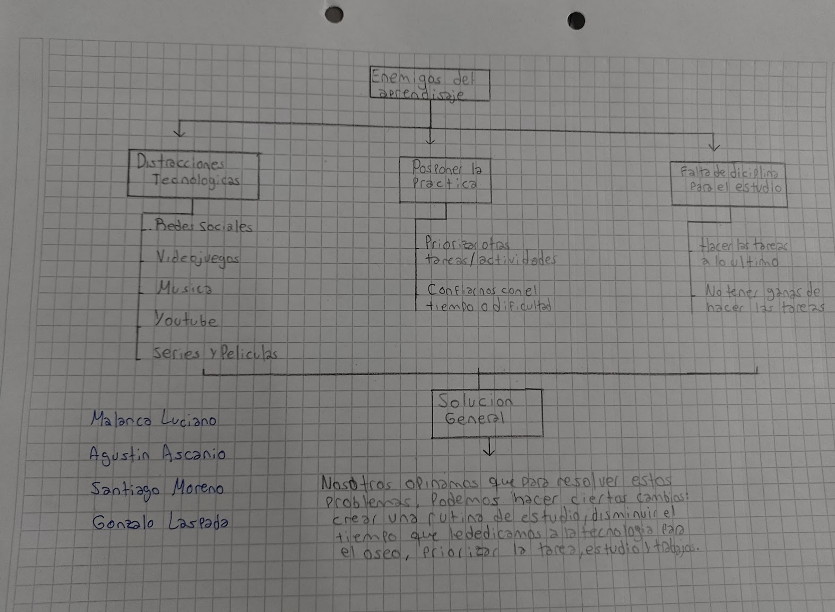 Enemigos del
aprendisaje
Distracciones
Tecnologicas
Redes sociales
Videojuegos
Musica
Youtube
series y Peliculas
Posponer la
Practica
Priorizar otras
tareas/actividades
Confiarnos con el
tiempo o dificultad
Falta de diciplina
Para el estudio
Hacer las tareas
a lo ultimo
No tener ganas de
hacer las tareas
Solucion
General
Nosotros opinamos que para resolver estos
problemas, Podemos hacer ciertos cambios:
crear una rutina de estudio, disminuir el
tiempo que le dedicamos a la tecnologia para
el oseo, Priorizar la tarea, estudio y trabajos.
Malanca Luciano
Agustin Ascanio
Santiago Moreno
Gonzalo Laspada